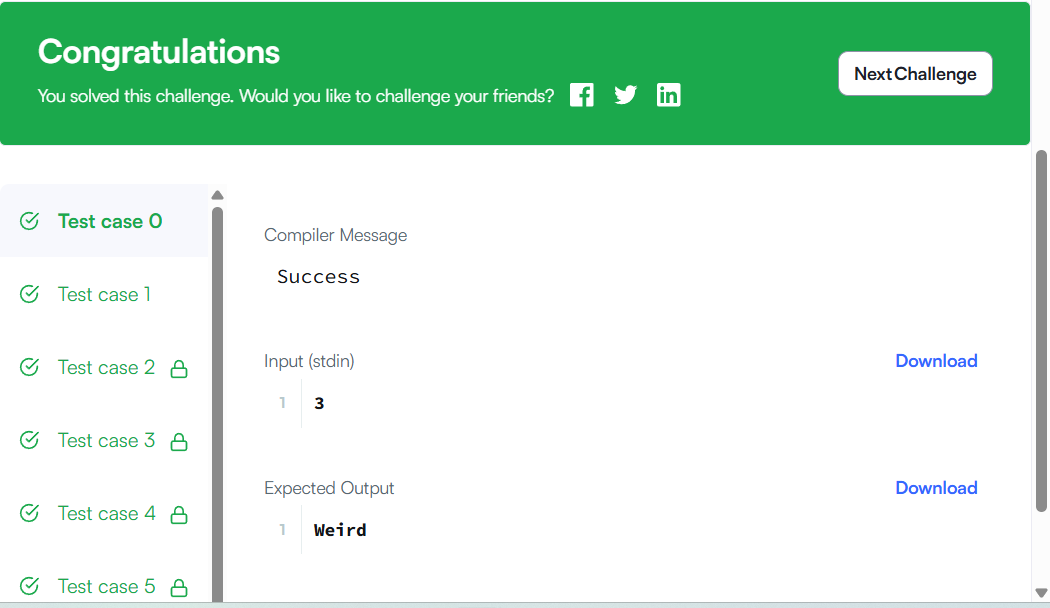 Congratulations
You solved this challenge. Would you like to challenge your friends?
Next Challenge
Test case 0
Test case 1
Test case 2
Test case 3
Test case 4
Test case 5
Compiler Message
Success
Input (stdin)
Download
1 3
Expected Output
Download
1 Weird